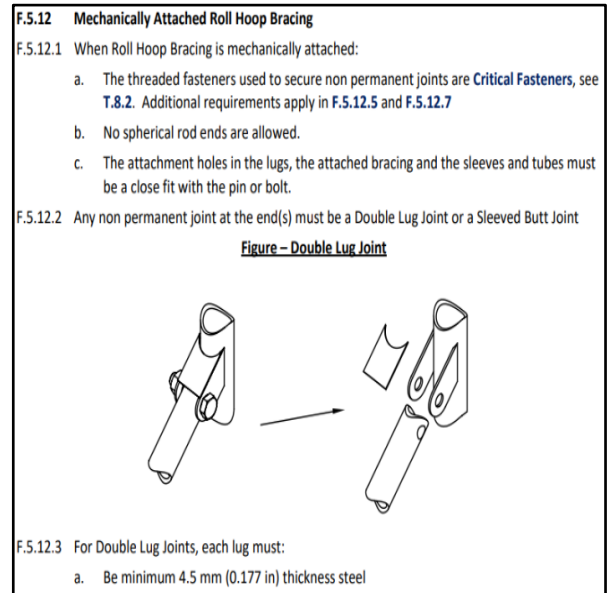 F.5.12 Mechanically Attached Roll Hoop Bracing
F.5.12.1 When Roll Hoop Bracing is mechanically attached:
a. The threaded fasteners used to secure non permanent joints are Critical Fasteners, see
T.8.2. Additional requirements apply in F.5.12.5 and F.5.12.7
b. No spherical rod ends are allowed.
c. The attachment holes in the lugs, the attached bracing and the sleeves and tubes must
be a close fit with the pin or bolt.
F.5.12.2 Any non permanent joint at the end(s) must be a Double Lug Joint or a Sleeved Butt Joint
Figure – Double Lug Joint
F.5.12.3 For Double Lug Joints, each lug must:
a. Be minimum 4.5 mm (0.177 in) thickness steel